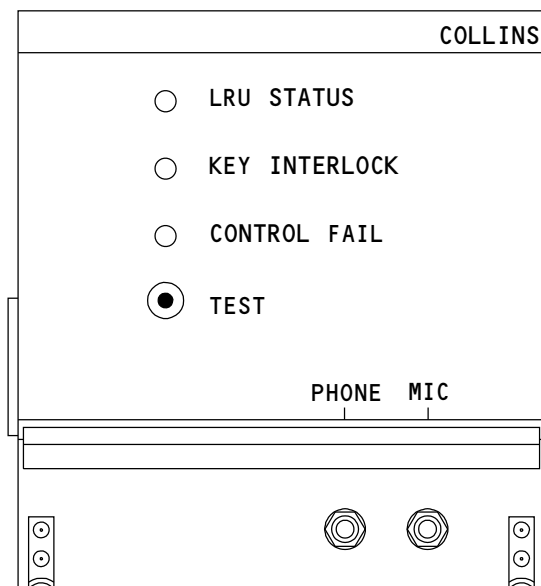 COLLINS
LRU STATUS
KEY INTERLOCK
CONTROL FAIL
TEST
PHONE MIC